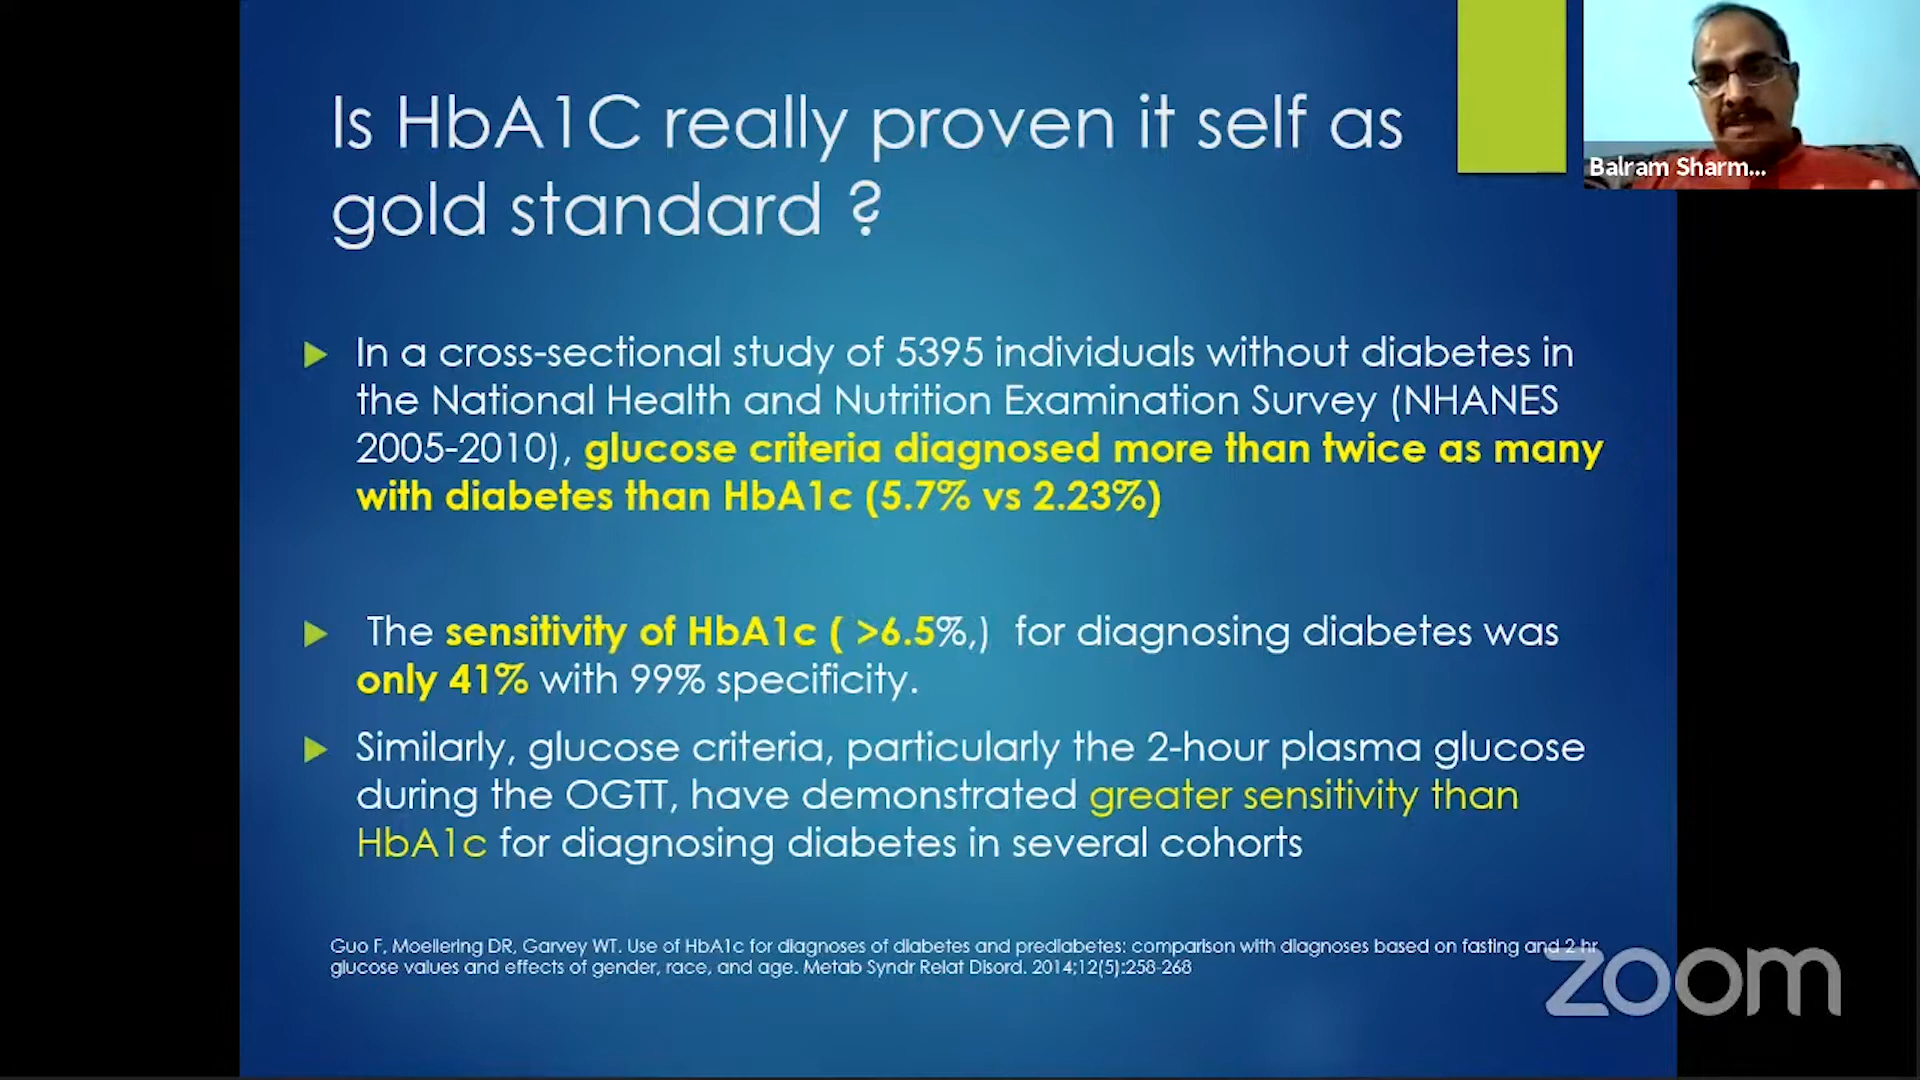 Is HbA1C really proven it self as
gold standard ?
Balram Sharm...
In a cross-sectional study of 5395 individuals without diabetes in
the National Health and Nutrition Examination Survey (NHANES
2005-2010), glucose criteria diagnosed more than twice as many
with diabetes than HbA1c (5.7% vs 2.23%)
The sensitivity of HbA1c ( >6.5%,) for diagnosing diabetes was
only 41% with 99% specificity.
Similarly, glucose criteria, particularly the 2-hour plasma glucose
during the OGTT, have demonstrated greater sensitivity than
HbA1c for diagnosing diabetes in several cohorts
Guo F, Moellering DR, Garvey WT. Use of HbA1c for diagnoses of diabetes and prediabetes: comparison with diagnoses based on fasting and 2 hr
glucose values and effects of gender, race, and age. Metab Syndr Relat Disord. 2014;12(5):258-268
zoom